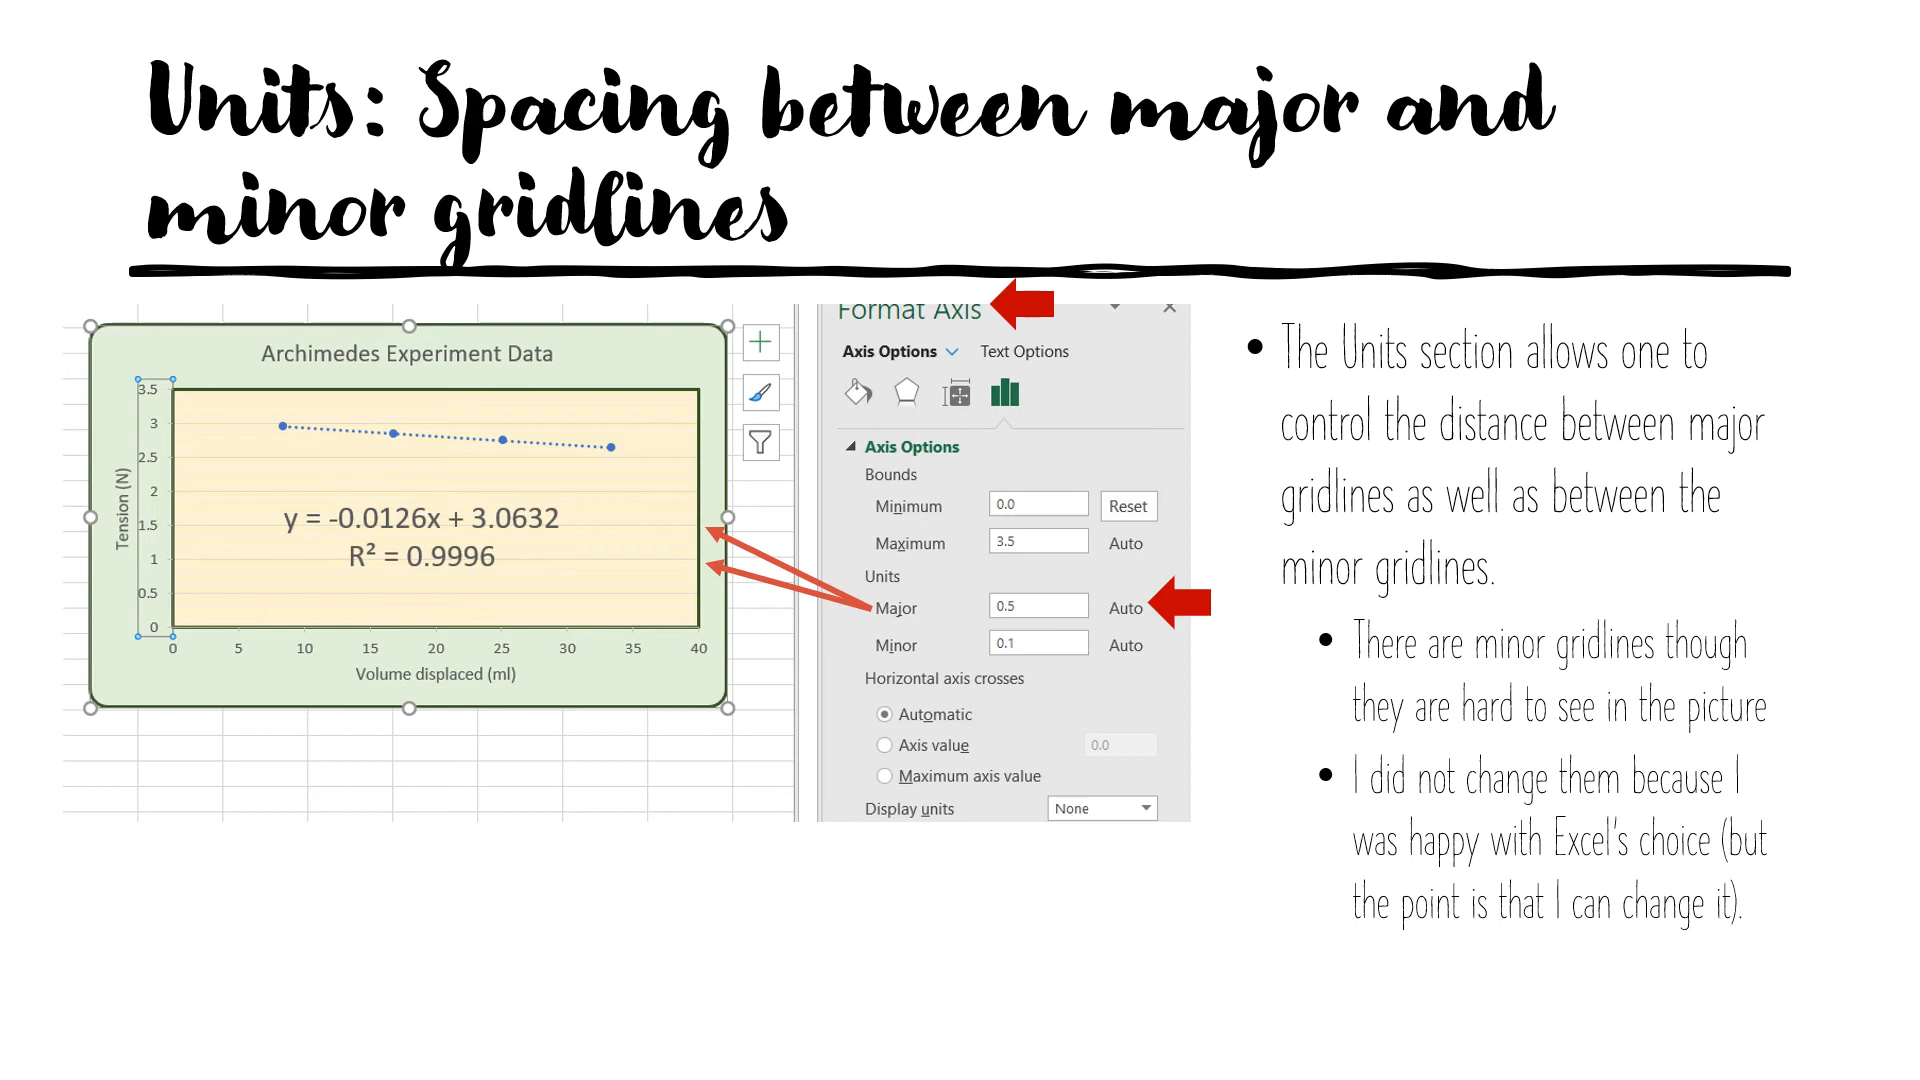 Units: Spacing between major and
minor gridlines
Archimedes Experiment Data
Tension (N)
3.5
3
2.5
2
1.5
1
0.5
0
y = -0.0126x + 3.0632
R² = 0.9996
0 5 10 15 20 25 30 35 40
Volume displaced (ml)
Format Axis
Axis Options Text Options
Axis Options
Bounds
Minimum 0.0 Reset
Maximum 3.5 Auto
Units
Major 0.5 Auto
Minor 0.1 Auto
Horizontal axis crosses
Automatic
Axis value 0.0
Maximum axis value
Display units None
• The Units section allows one to
control the distance between major
gridlines as well as between the
minor gridlines.
• There are minor gridlines though
they are hard to see in the picture
• I did not change them because I
was happy with Excel's choice (but
the point is that I can change it).